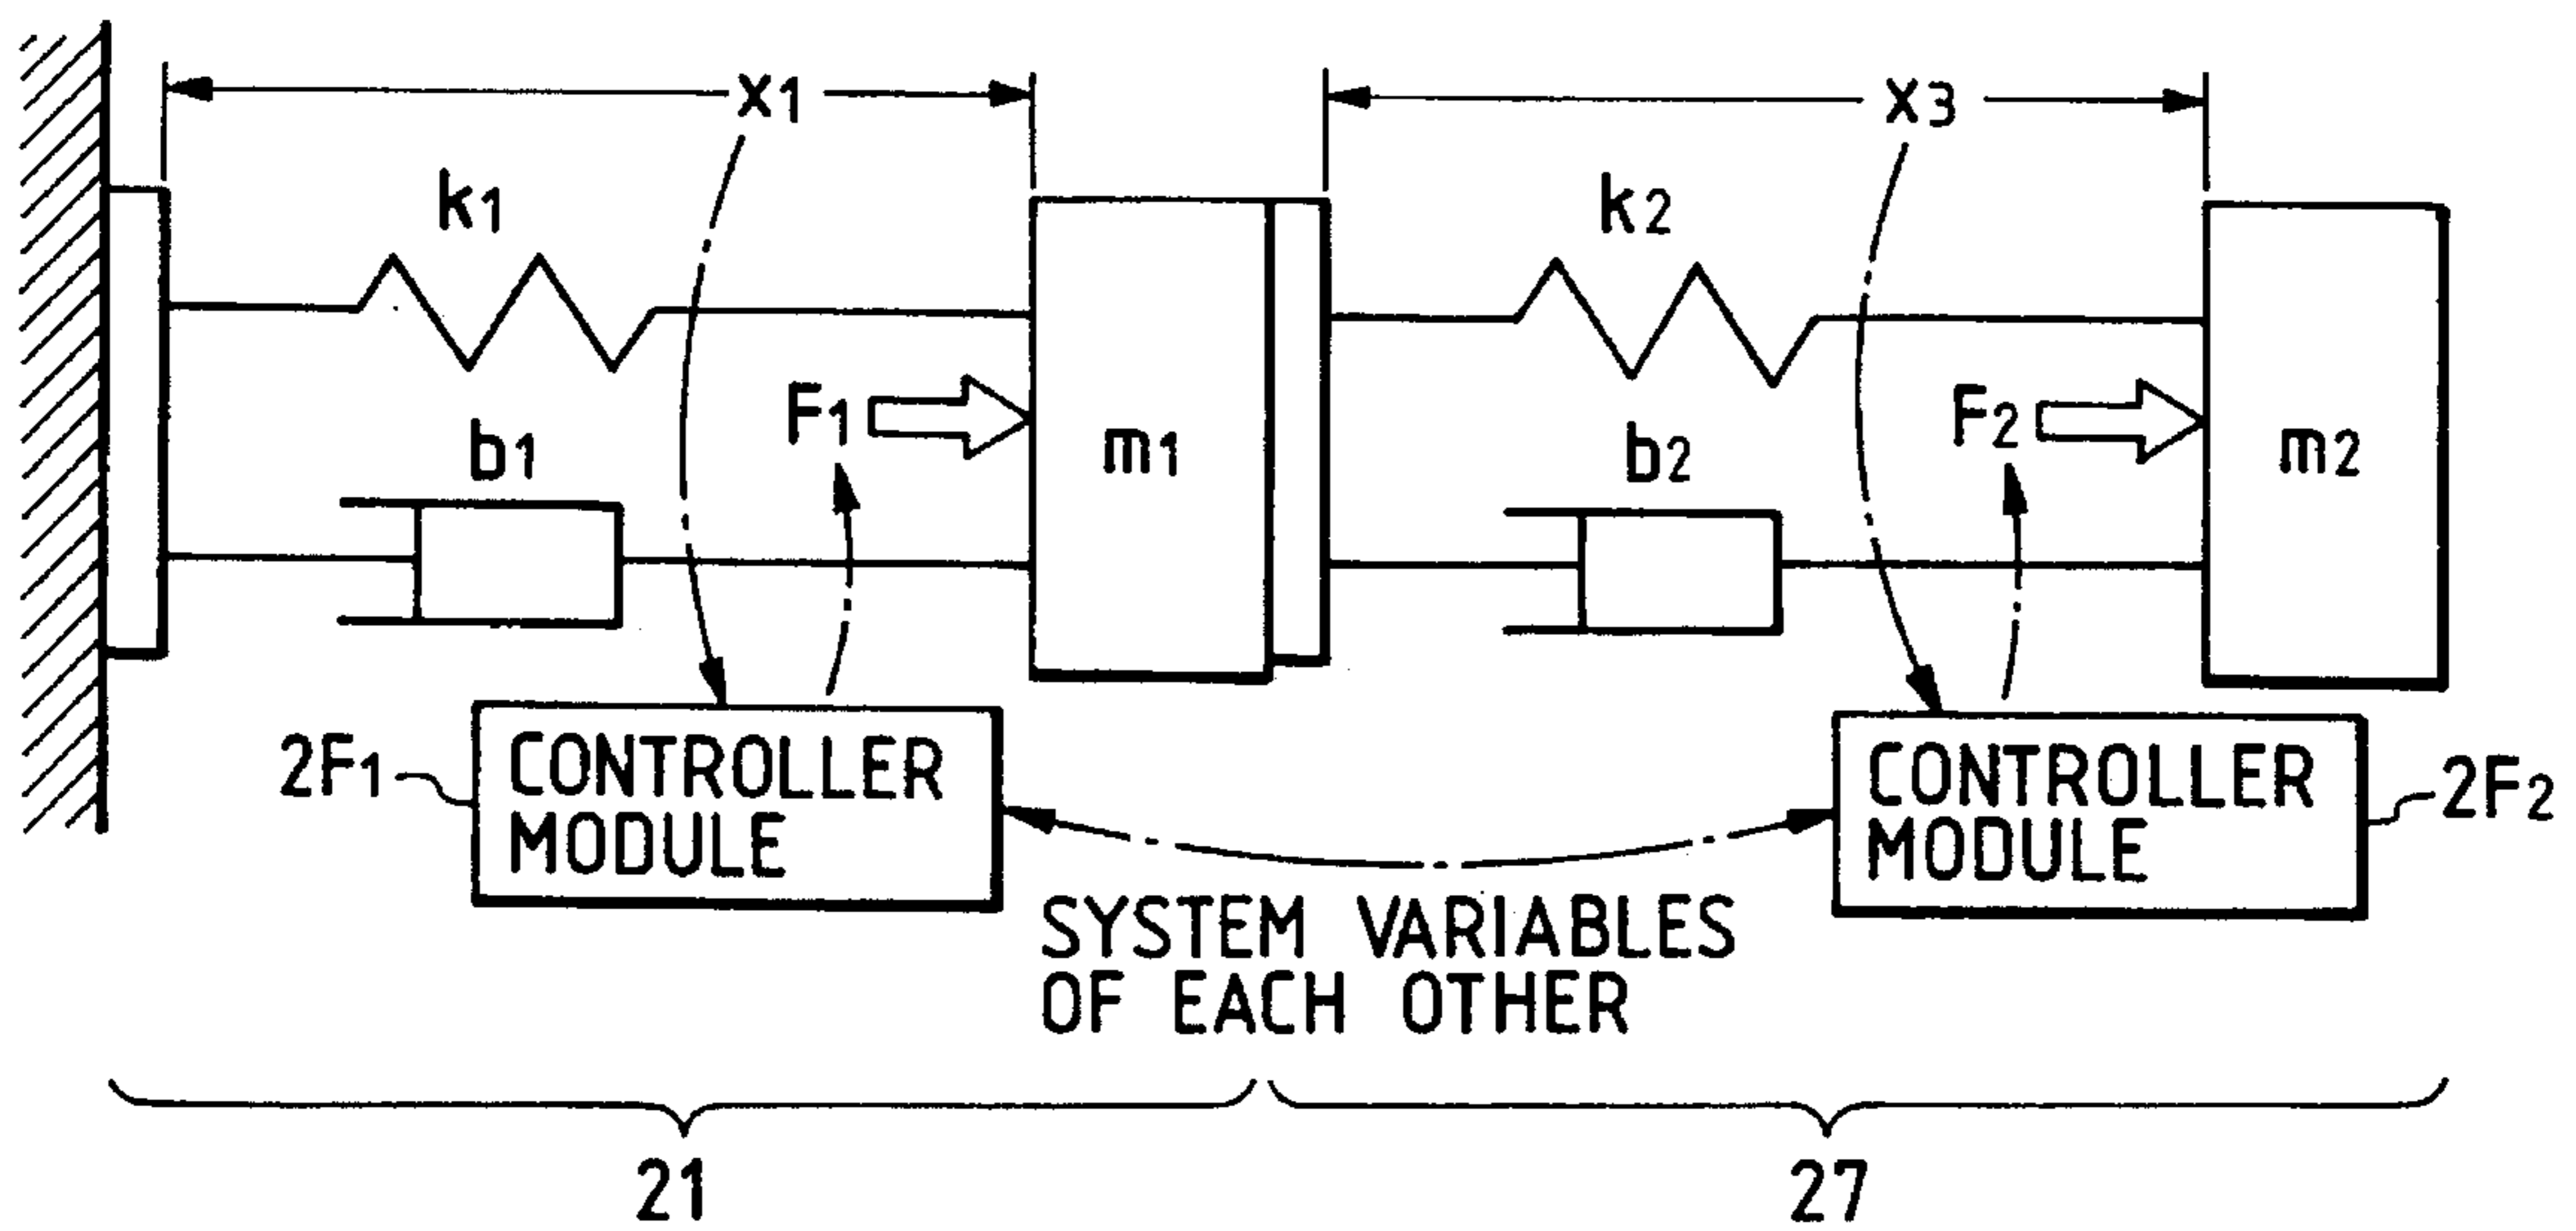 x1
x3
k1
k2
F1
F2
b1
m1
b2
m2
2F1
CONTROLLER
MODULE
CONTROLLER
MODULE
2F2
SYSTEM VARIABLES
OF EACH OTHER
21
27